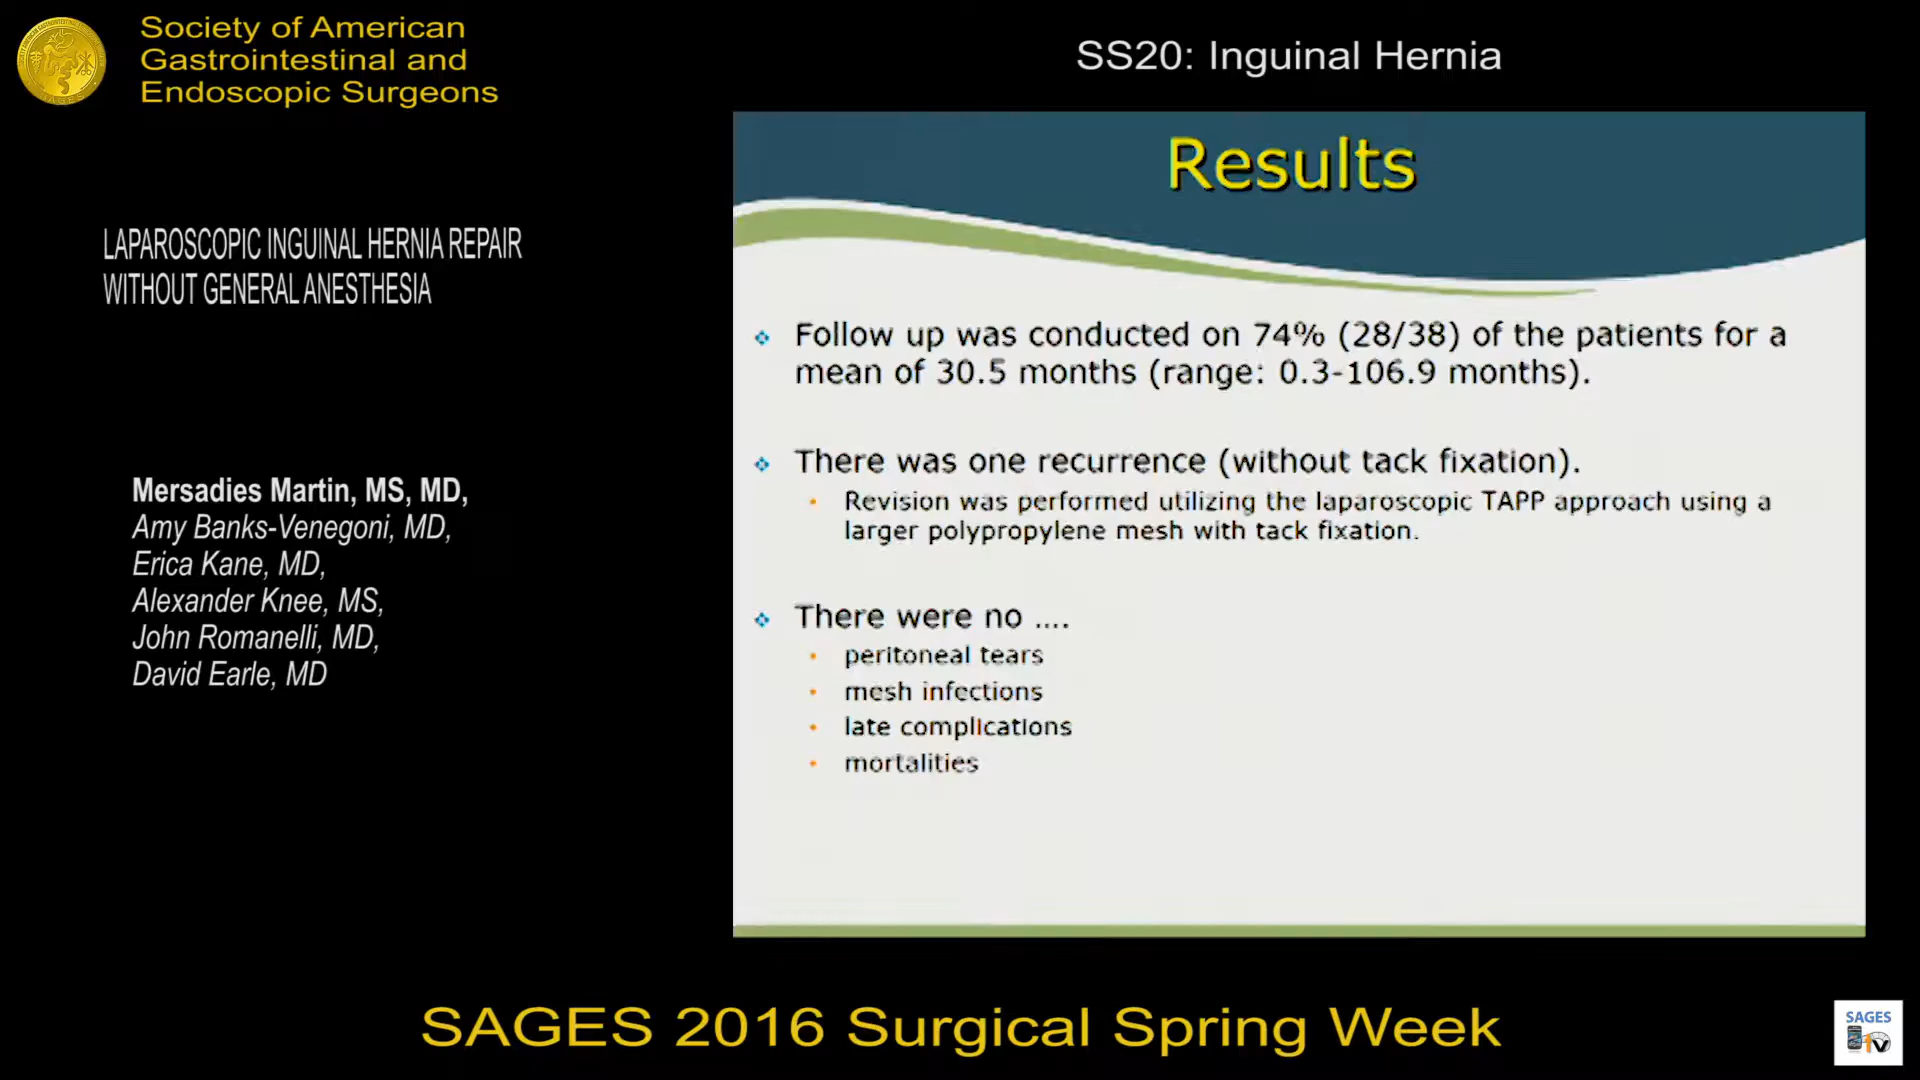 Society of American
Gastrointestinal and
Endoscopic Surgeons
SS20: Inguinal Hernia
LAPAROSCOPIC INGUINAL HERNIA REPAIR
WITHOUT GENERAL ANESTHESIA
Mersadies Martin, MS, MD,
Amy Banks-Venegoni, MD,
Erica Kane, MD,
Alexander Knee, MS,
John Romanelli, MD,
David Earle, MD
Results
Follow up was conducted on 74% (28/38) of the patients for a
mean of 30.5 months (range: 0.3-106.9 months).
There was one recurrence (without tack fixation).
Revision was performed utilizing the laparoscopic TAPP approach using a
larger polypropylene mesh with tack fixation.
There were no ....
peritoneal tears
mesh infections
late complications
mortalities
SAGES 2016 Surgical Spring Week
SAGES
tv